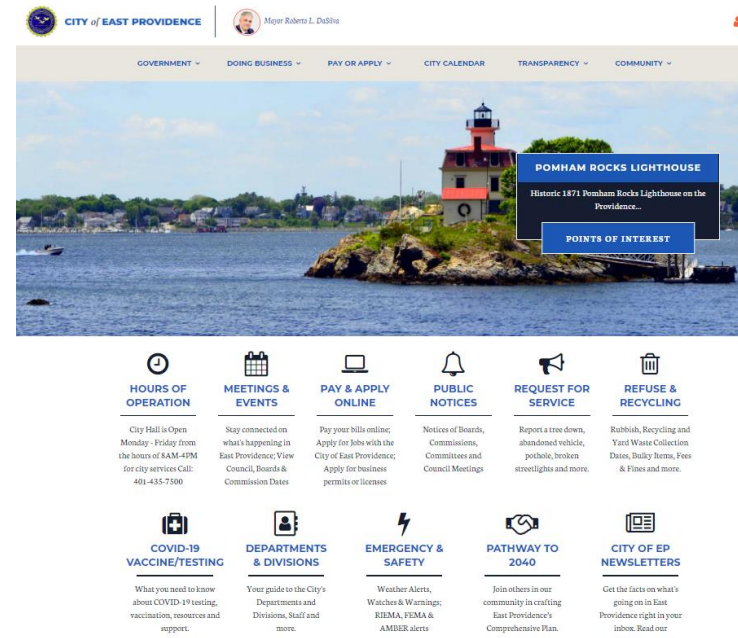 CITY of EAST PROVIDENCE
Mayor Roberto L. DaSilva
GOVERNMENT
DOING BUSINESS
PAY OR APPLY
CITY CALENDAR
TRANSPARENCY
COMMUNITY
POMHAM ROCKS LIGHTHOUSE
Historic 1871 Pomham Rocks Lighthouse on the
Providence...
POINTS OF INTEREST
HOURS OF
OPERATION
City Hall is Open
Monday - Friday from
the hours of 8AM-4PM
for city services Call:
401-435-7500
MEETINGS &
EVENTS
Stay connected on
what's happening in
East Providence; View
Council, Boards &
Commission Dates
PAY & APPLY
ONLINE
Pay your bills online;
Apply for Jobs with the
City of East Providence;
Apply for business
permits or licenses
PUBLIC
NOTICES
Notices of Boards,
Commissions,
Committees and
Council Meetings
REQUEST FOR
SERVICE
Report a tree down,
abandoned vehicle,
pothole, broken
streetlights and more.
REFUSE &
RECYCLING
Rubbish, Recycling and
Yard Waste Collection
Dates, Bulky Items, Fees
& Fines and more.
COVID-19
VACCINE/TESTING
What you need to know
about COVID-19 testing,
vaccination, resources and
support.
DEPARTMENTS
& DIVISIONS
Your guide to the City's
Departments and
Divisions, Staff and
more.
EMERGENCY &
SAFETY
Weather Alerts,
Watches & Warnings;
RIEMA, FEMA &
AMBER alerts
PATHWAY TO
2040
Join others in our
community in crafting
East Providence's
Comprehensive Plan.
CITY OF EP
NEWSLETTERS
Get the facts on what's
going on in East
Providence right in your
inbox. Read our